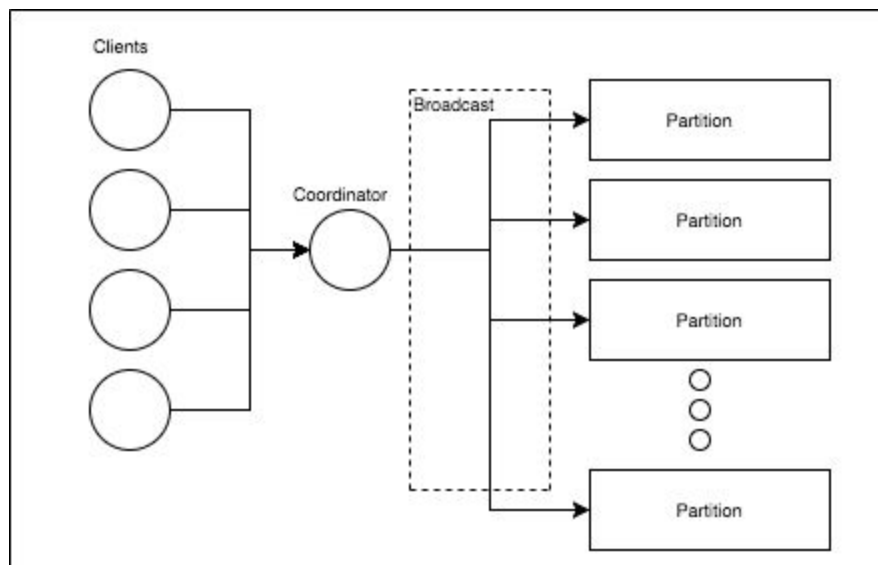 Clients
Broadcast
Partition
Coordinator
Partition
Partition
Partition